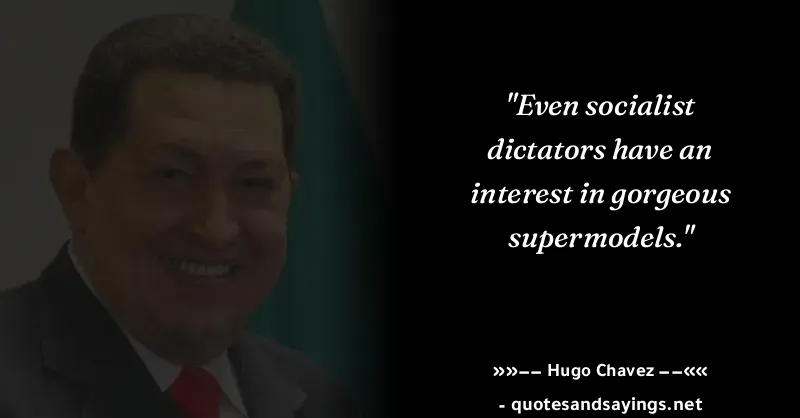 "Even socialist
dictators have an
interest in gorgeous
supermodels."
»»−− Hugo Chavez −−««
- quotesandsayings.net